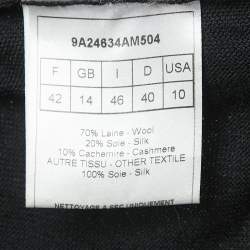 9A24634AM504
F GB I D USA
42 14 46 40 10
70% Laine - Wool
20% Soie - Silk
10% Cachemire - Cashmere
AUTRE TISSU - OTHER TEXTILE
100% Soie - Silk
NETTOYAGE A SEC UNIQUEMENT